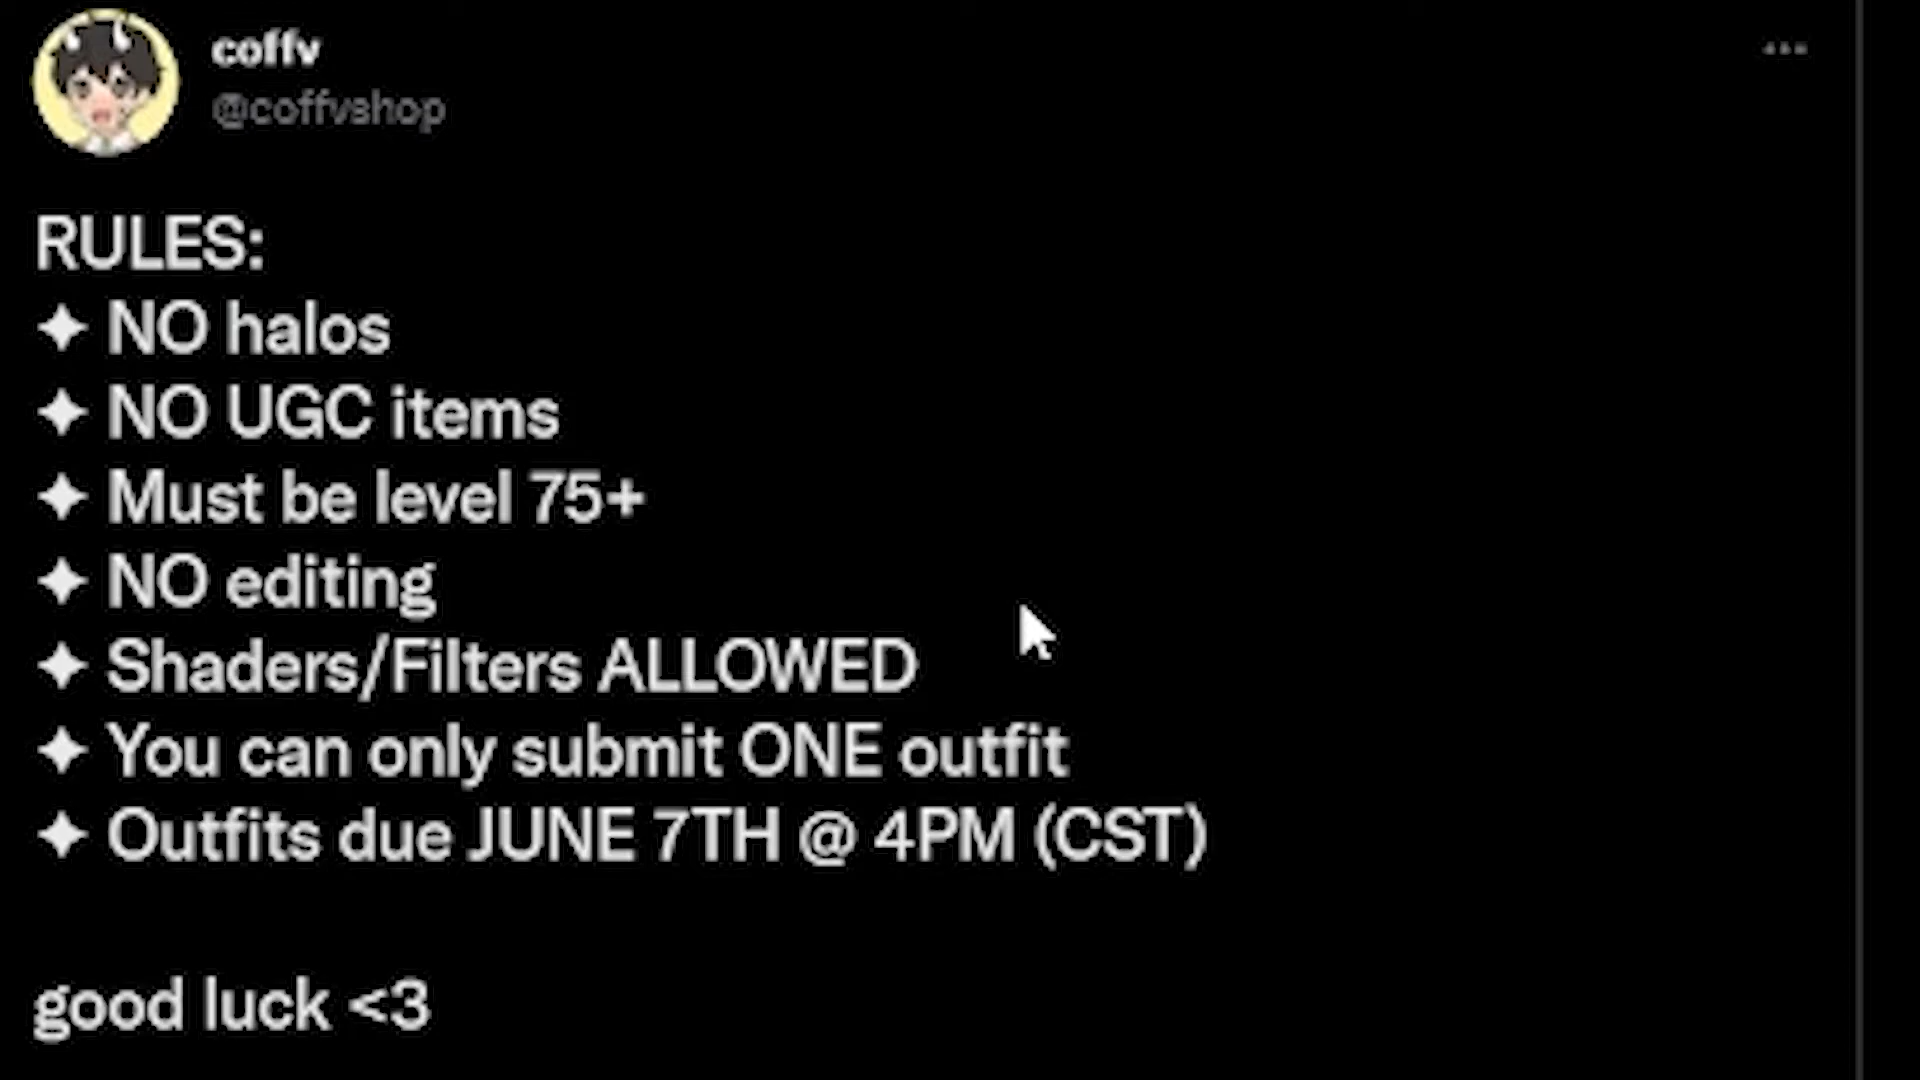 coffv
@coffvshop
RULES:
✦ NO halos
✦ NO UGC items
✦ Must be level 75+
✦ NO editing
✦ Shaders/Filters ALLOWED
✦ You can only submit ONE outfit
✦ Outfits due JUNE 7TH @ 4PM (CST)
good luck <3